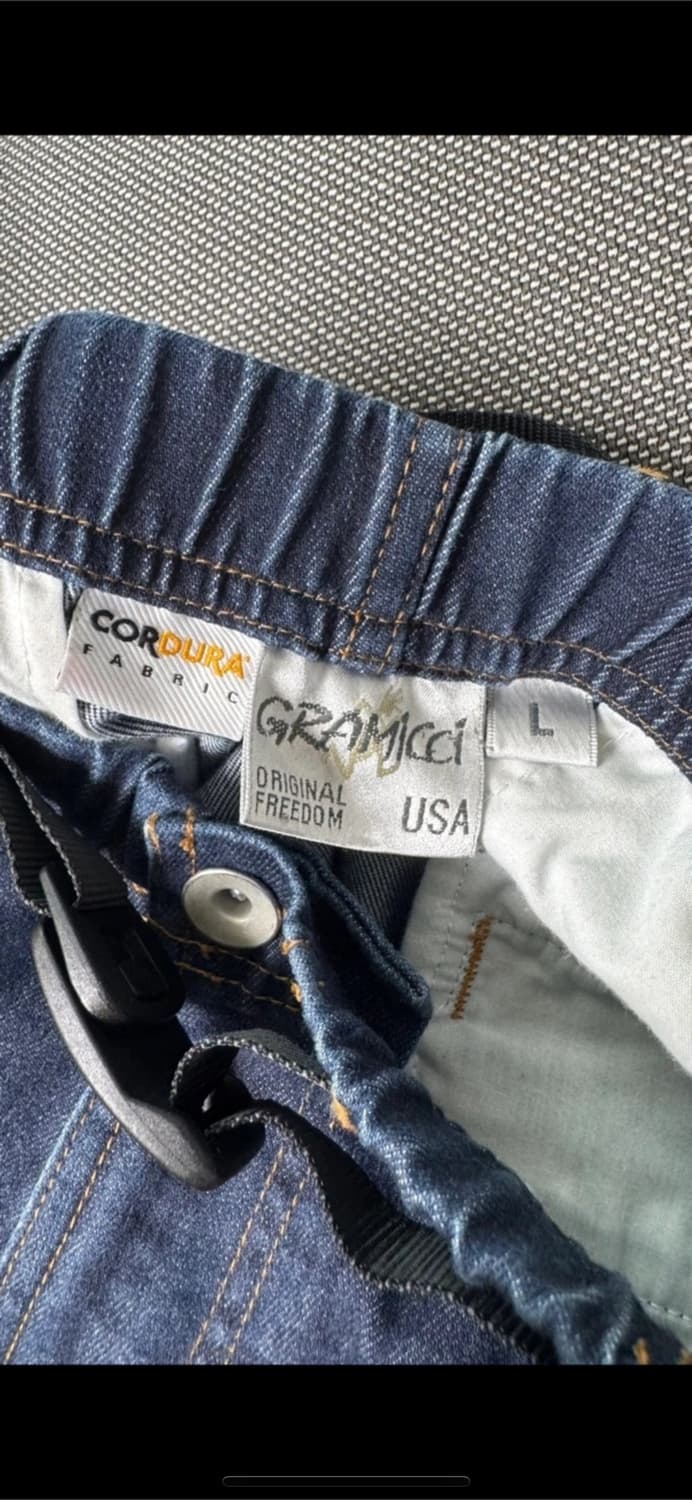 CORDURA
FABRIC
GRAMICCI
ORIGINAL
FREEDOM
USA
L